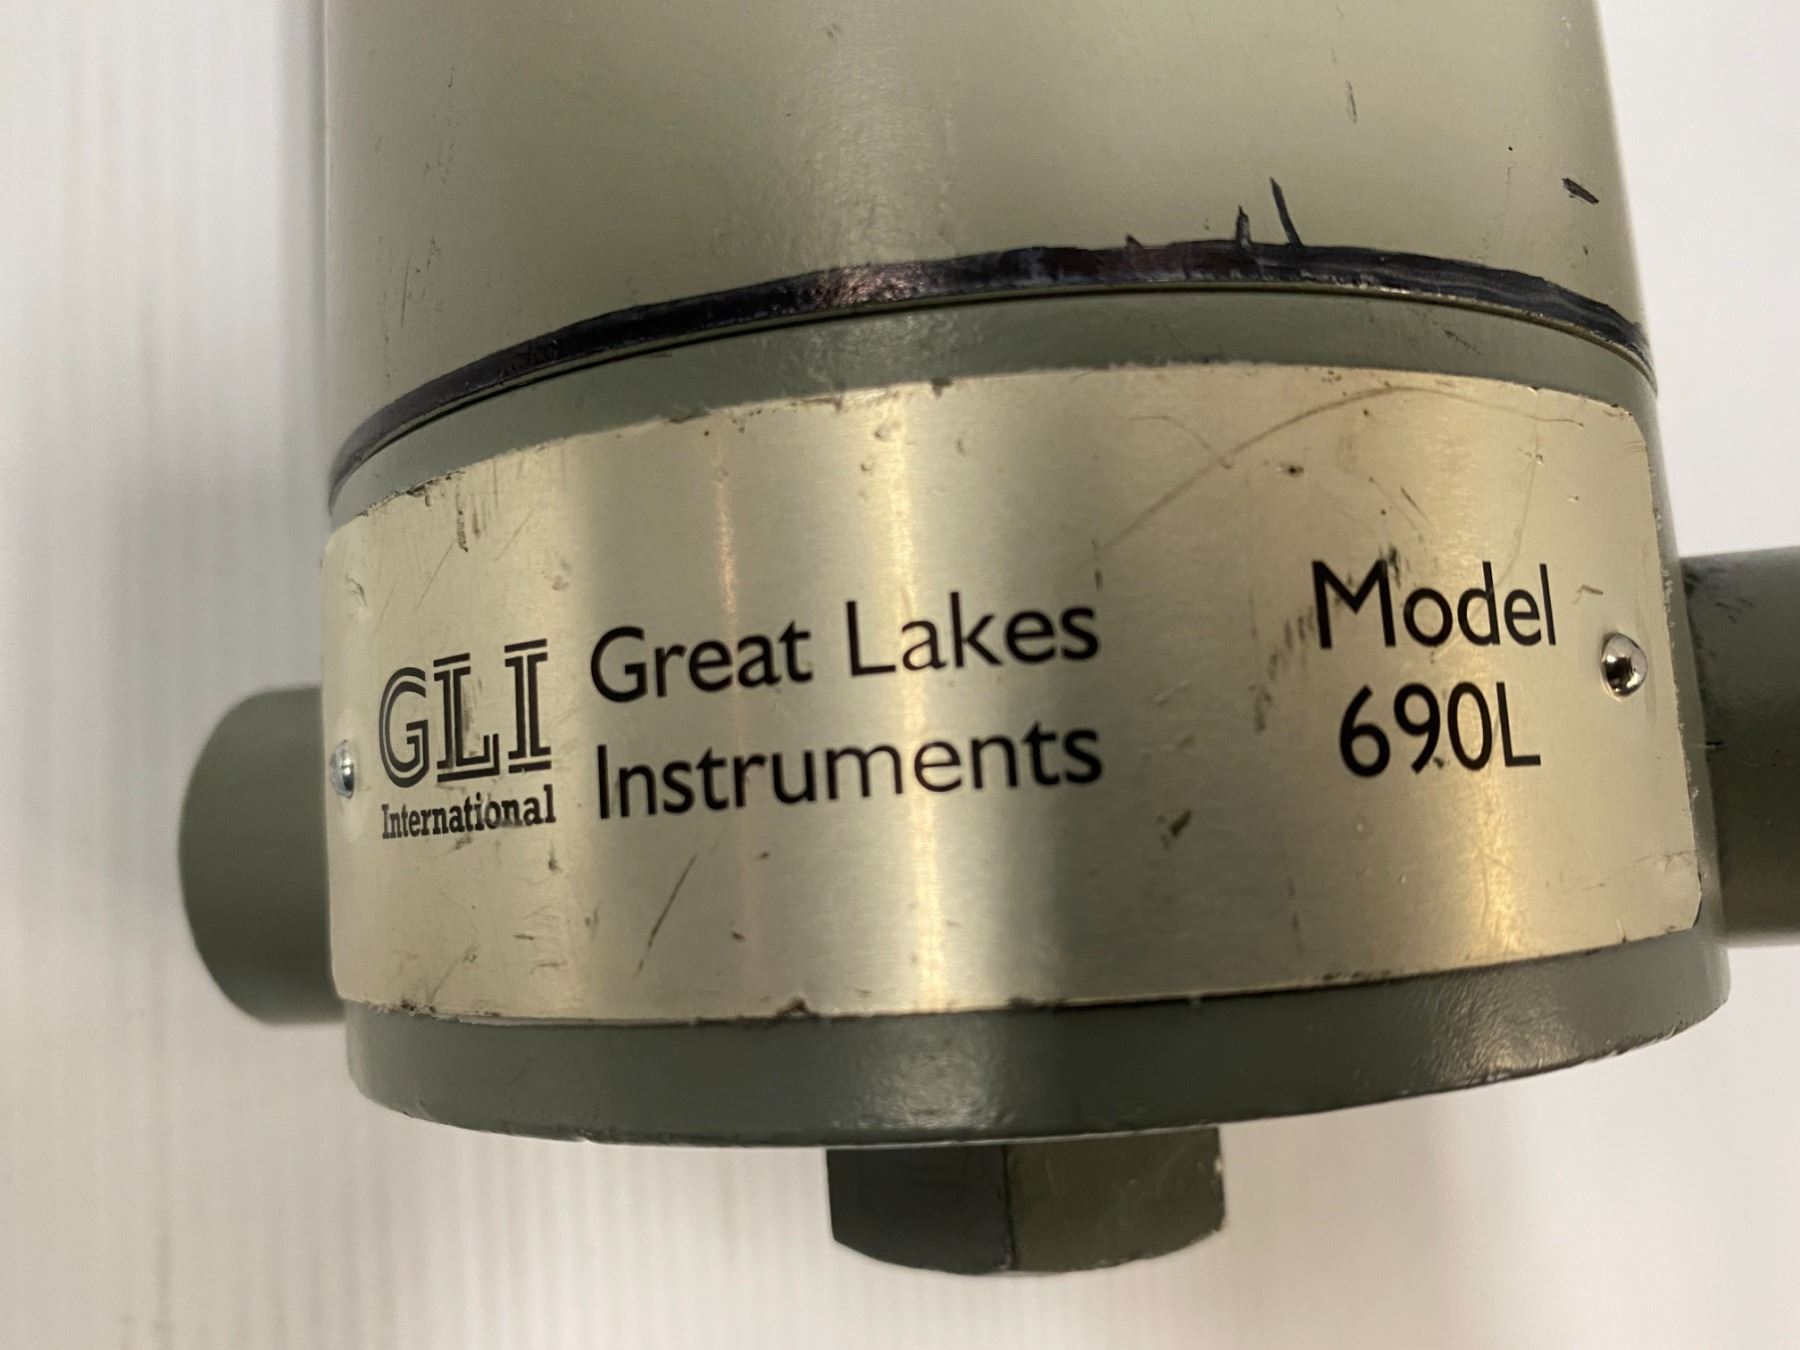 GLI
International
Great Lakes
Instruments
Model
690L